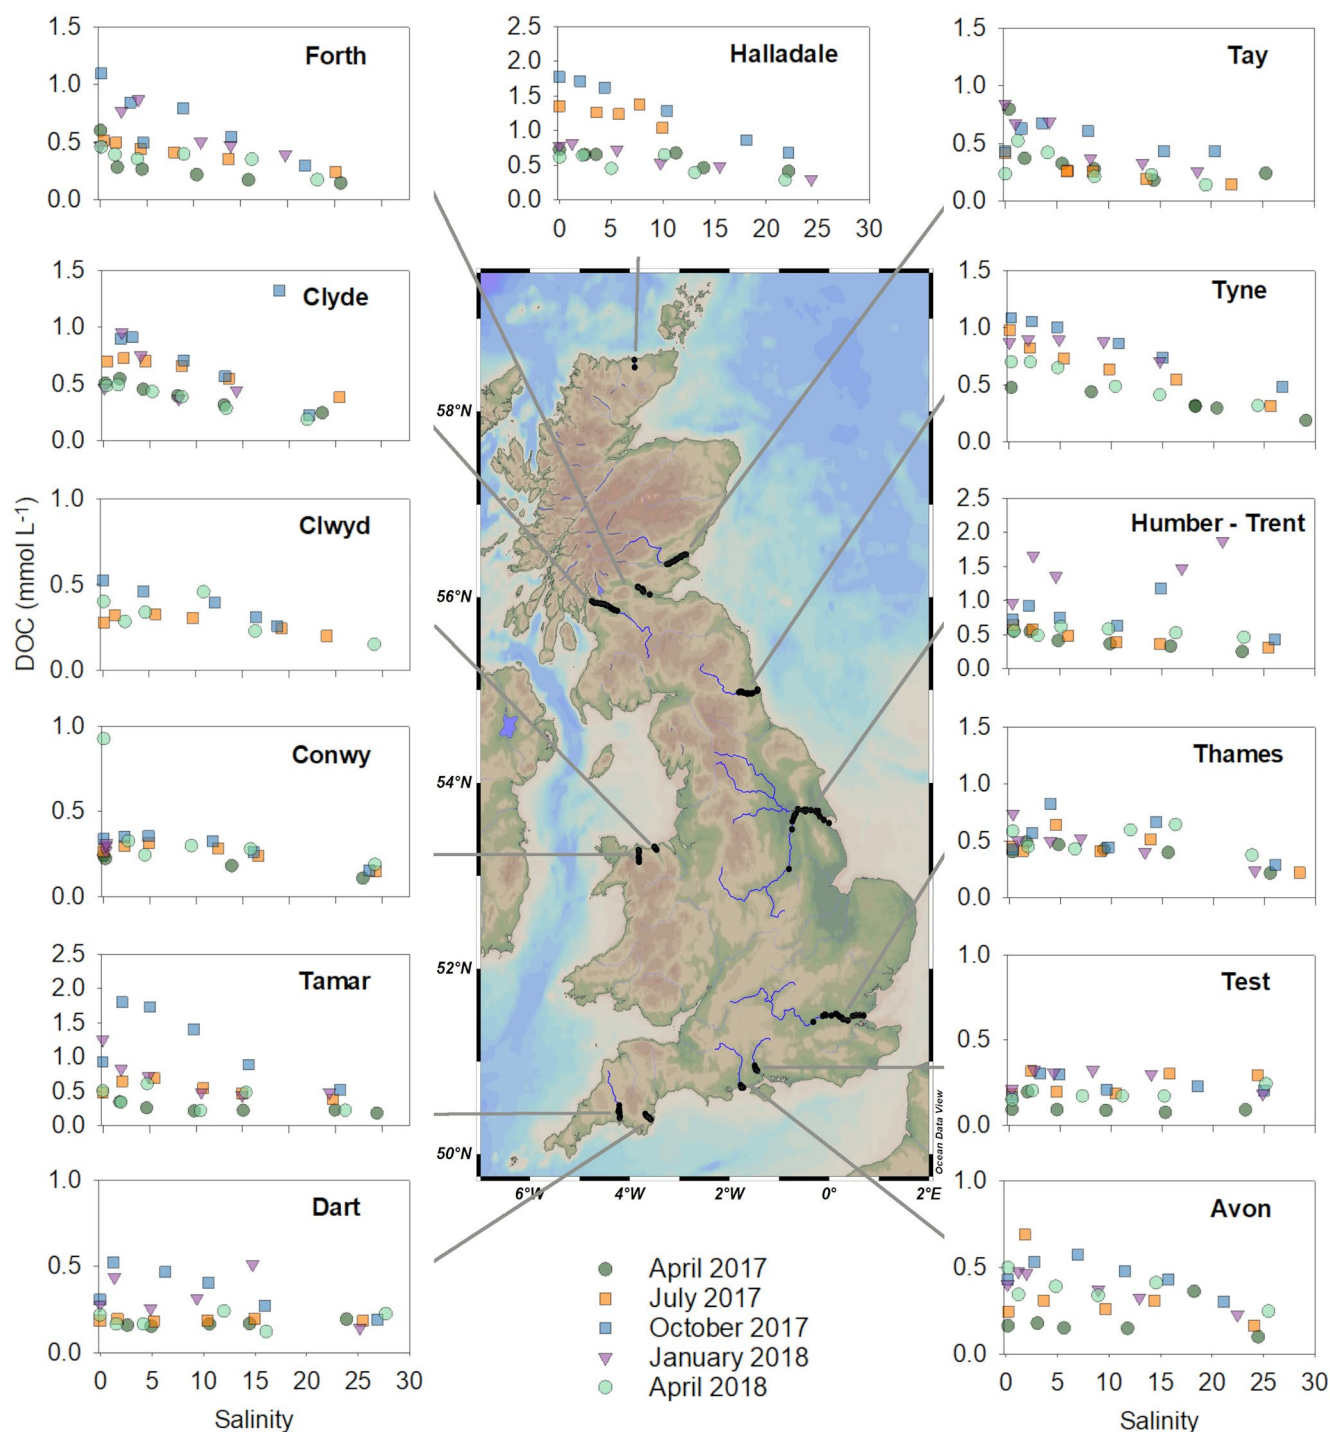 Forth
1.5
1.0
0.5
0.0
Halladale
2.5
2.0
1.5
1.0
0.5
0.0
0 5 10 15 20 25 30
Tay
1.5
1.0
0.5
0.0
Clyde
1.5
1.0
0.5
0.0
Tyne
1.5
1.0
0.5
0.0
DOC (mmol L-1)
Clwyd
1.0
0.5
0.0
Humber - Trent
2.5
2.0
1.5
1.0
0.5
0.0
Conwy
1.0
0.5
0.0
Thames
1.5
1.0
0.5
0.0
Tamar
2.5
2.0
1.5
1.0
0.5
0.0
Test
1.0
0.5
0.0
Dart
1.0
0.5
0.0
0 5 10 15 20 25 30
Salinity
Avon
1.0
0.5
0.0
0 5 10 15 20 25 30
Salinity
58°N
56°N
54°N
52°N
50°N
6°W 4°W 2°W 0° 2°E
Ocean Data View
April 2017
July 2017
October 2017
January 2018
April 2018